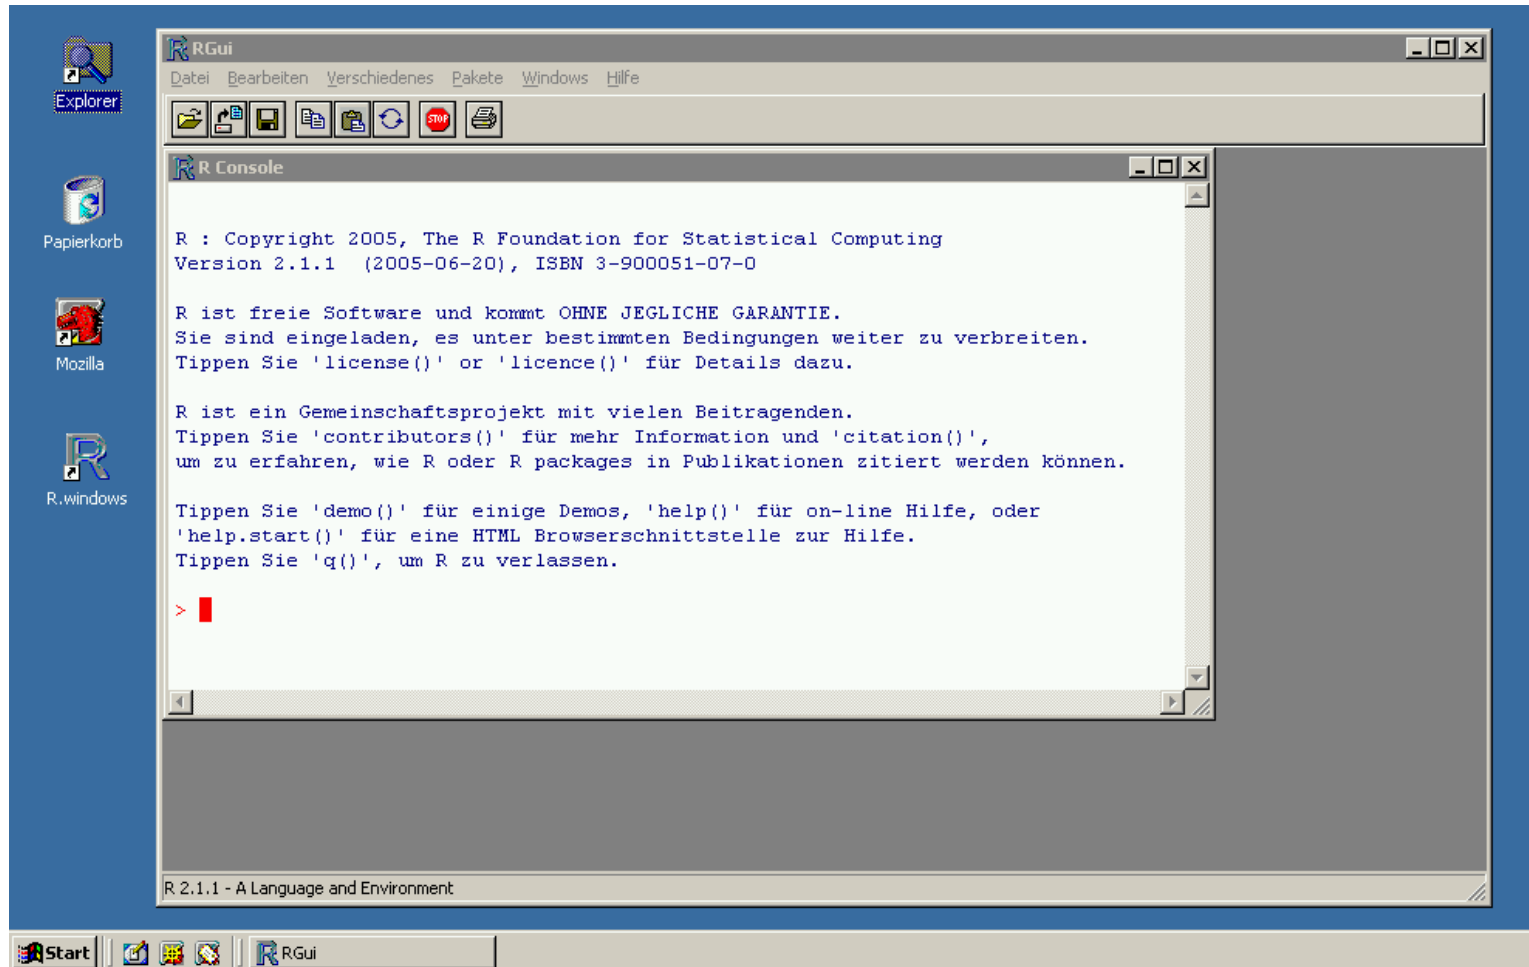 Explorer
Papierkorb
Mozilla
R.windows
RGui
Datei Bearbeiten Verschiedenes Pakete Windows Hilfe
STOP
R Console
R : Copyright 2005, The R Foundation for Statistical Computing
Version 2.1.1  (2005-06-20), ISBN 3-900051-07-0
R ist freie Software und kommt OHNE JEGLICHE GARANTIE.
Sie sind eingeladen, es unter bestimmten Bedingungen weiter zu verbreiten.
Tippen Sie 'license()' or 'licence()' für Details dazu.
R ist ein Gemeinschaftsprojekt mit vielen Beitragenden.
Tippen Sie 'contributors()' für mehr Information und 'citation()',
um zu erfahren, wie R oder R packages in Publikationen zitiert werden können.
Tippen Sie 'demo()' für einige Demos, 'help()' für on-line Hilfe, oder
'help.start()' für eine HTML Browserschnittstelle zur Hilfe.
Tippen Sie 'q()', um R zu verlassen.
>
R 2.1.1 - A Language and Environment
Start
RGui